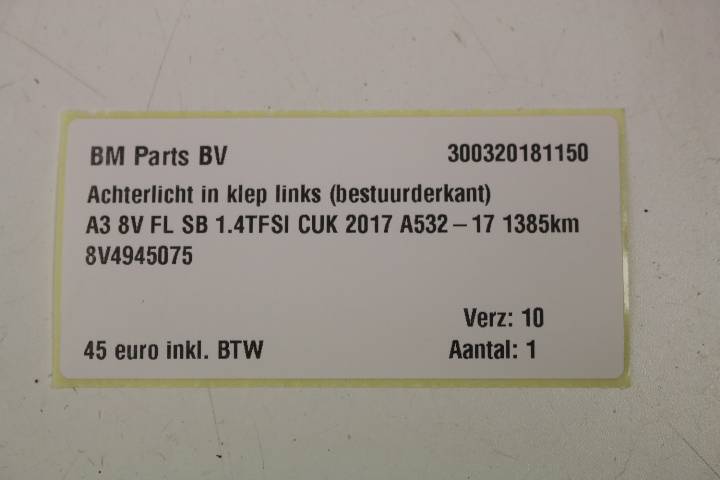 BM Parts BV 300320181150
Achterlicht in klep links (bestuurderkant)
A3 8V FL SB 1.4TFSI CUK 2017 A532 – 17 1385km
8V4945075
Verz: 10
45 euro inkl. BTW Aantal: 1